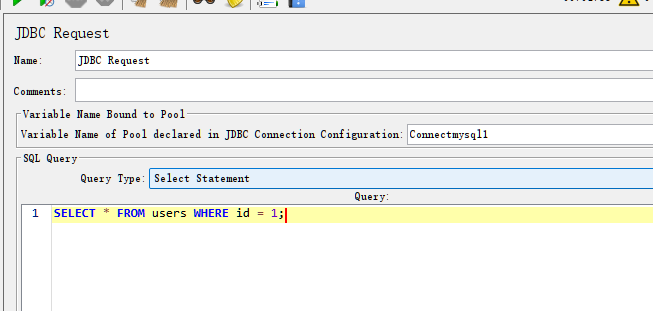 JDBC Request
Name: JDBC Request
Comments:
Variable Name Bound to Pool
Variable Name of Pool declared in JDBC Connection Configuration: Connectmysql1
SQL Query
Query Type: Select Statement
Query:
1 SELECT * FROM users WHERE id = 1;